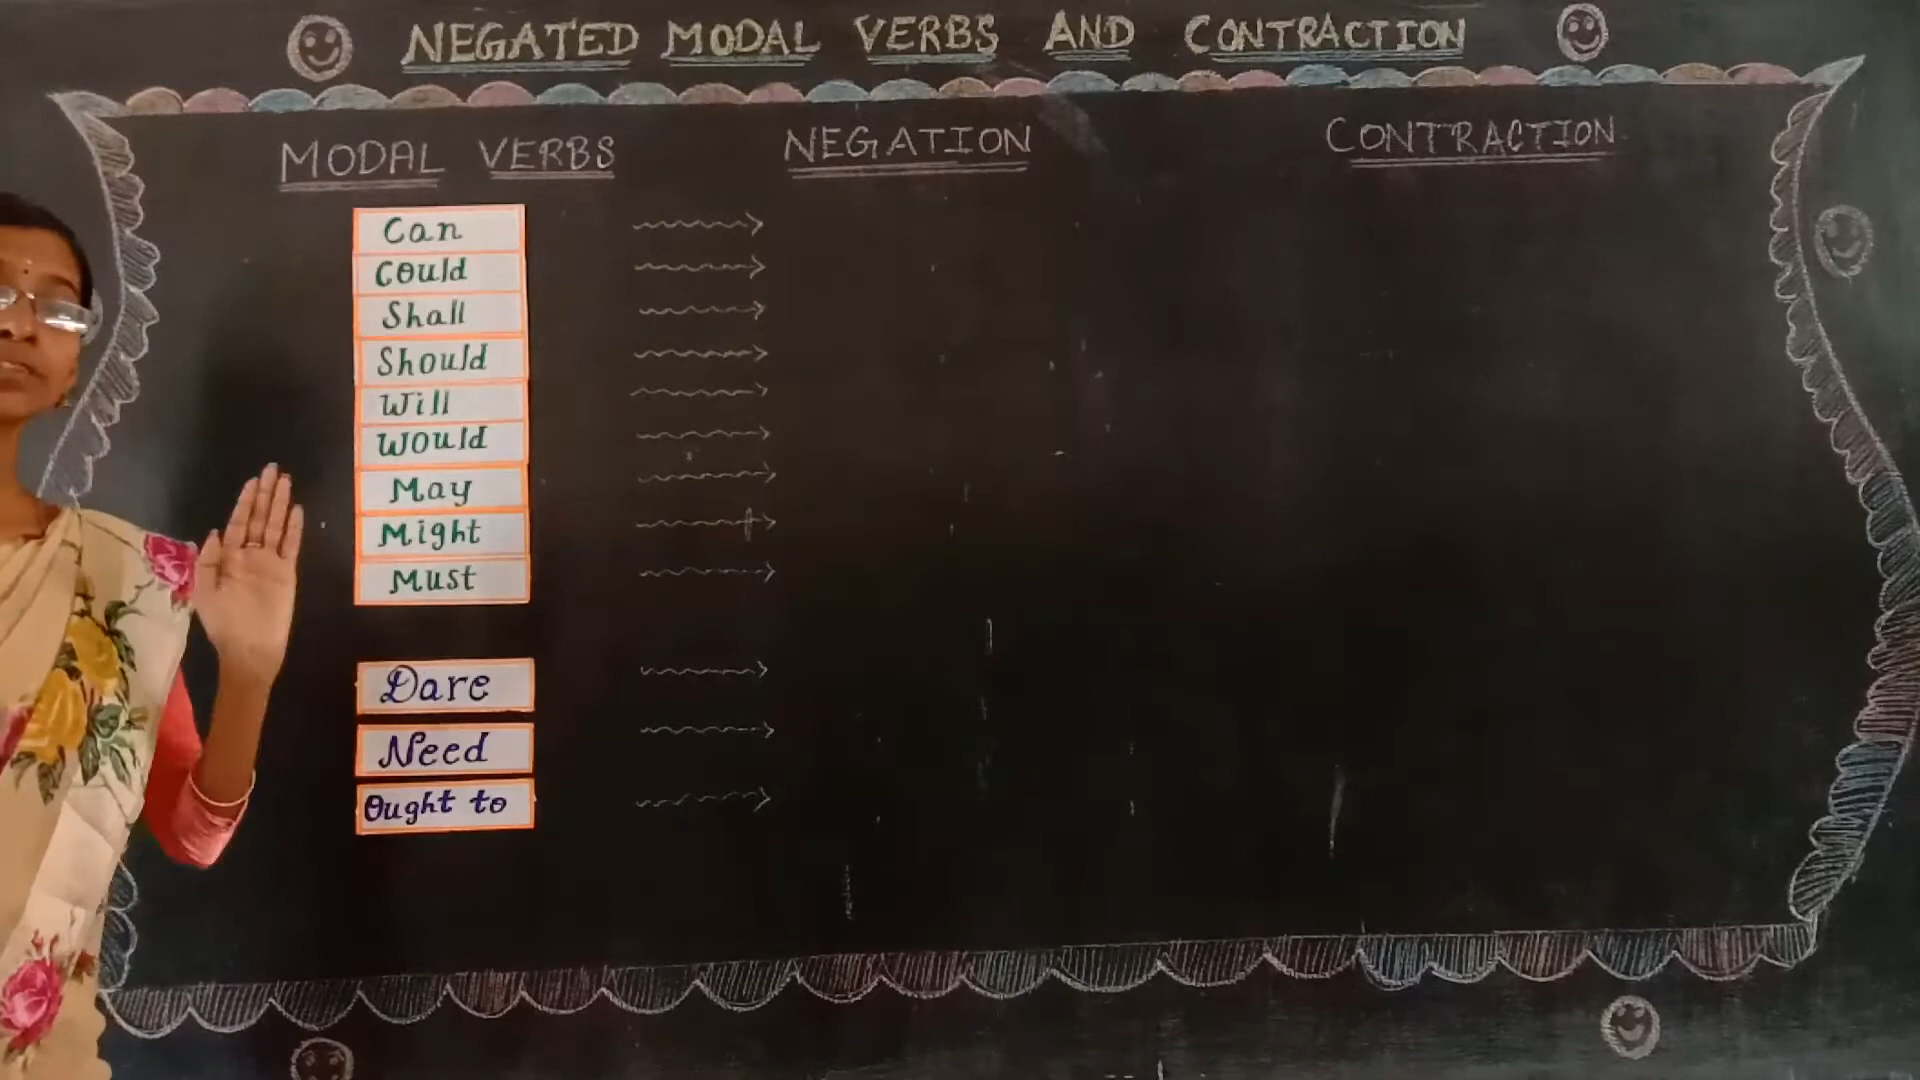 NEGATED MODAL VERBS AND CONTRACTION
MODAL VERBS NEGATION CONTRACTION
Can
Could
Shall
Should
Will
Would
May
Might
Must
Dare
Need
Ought to